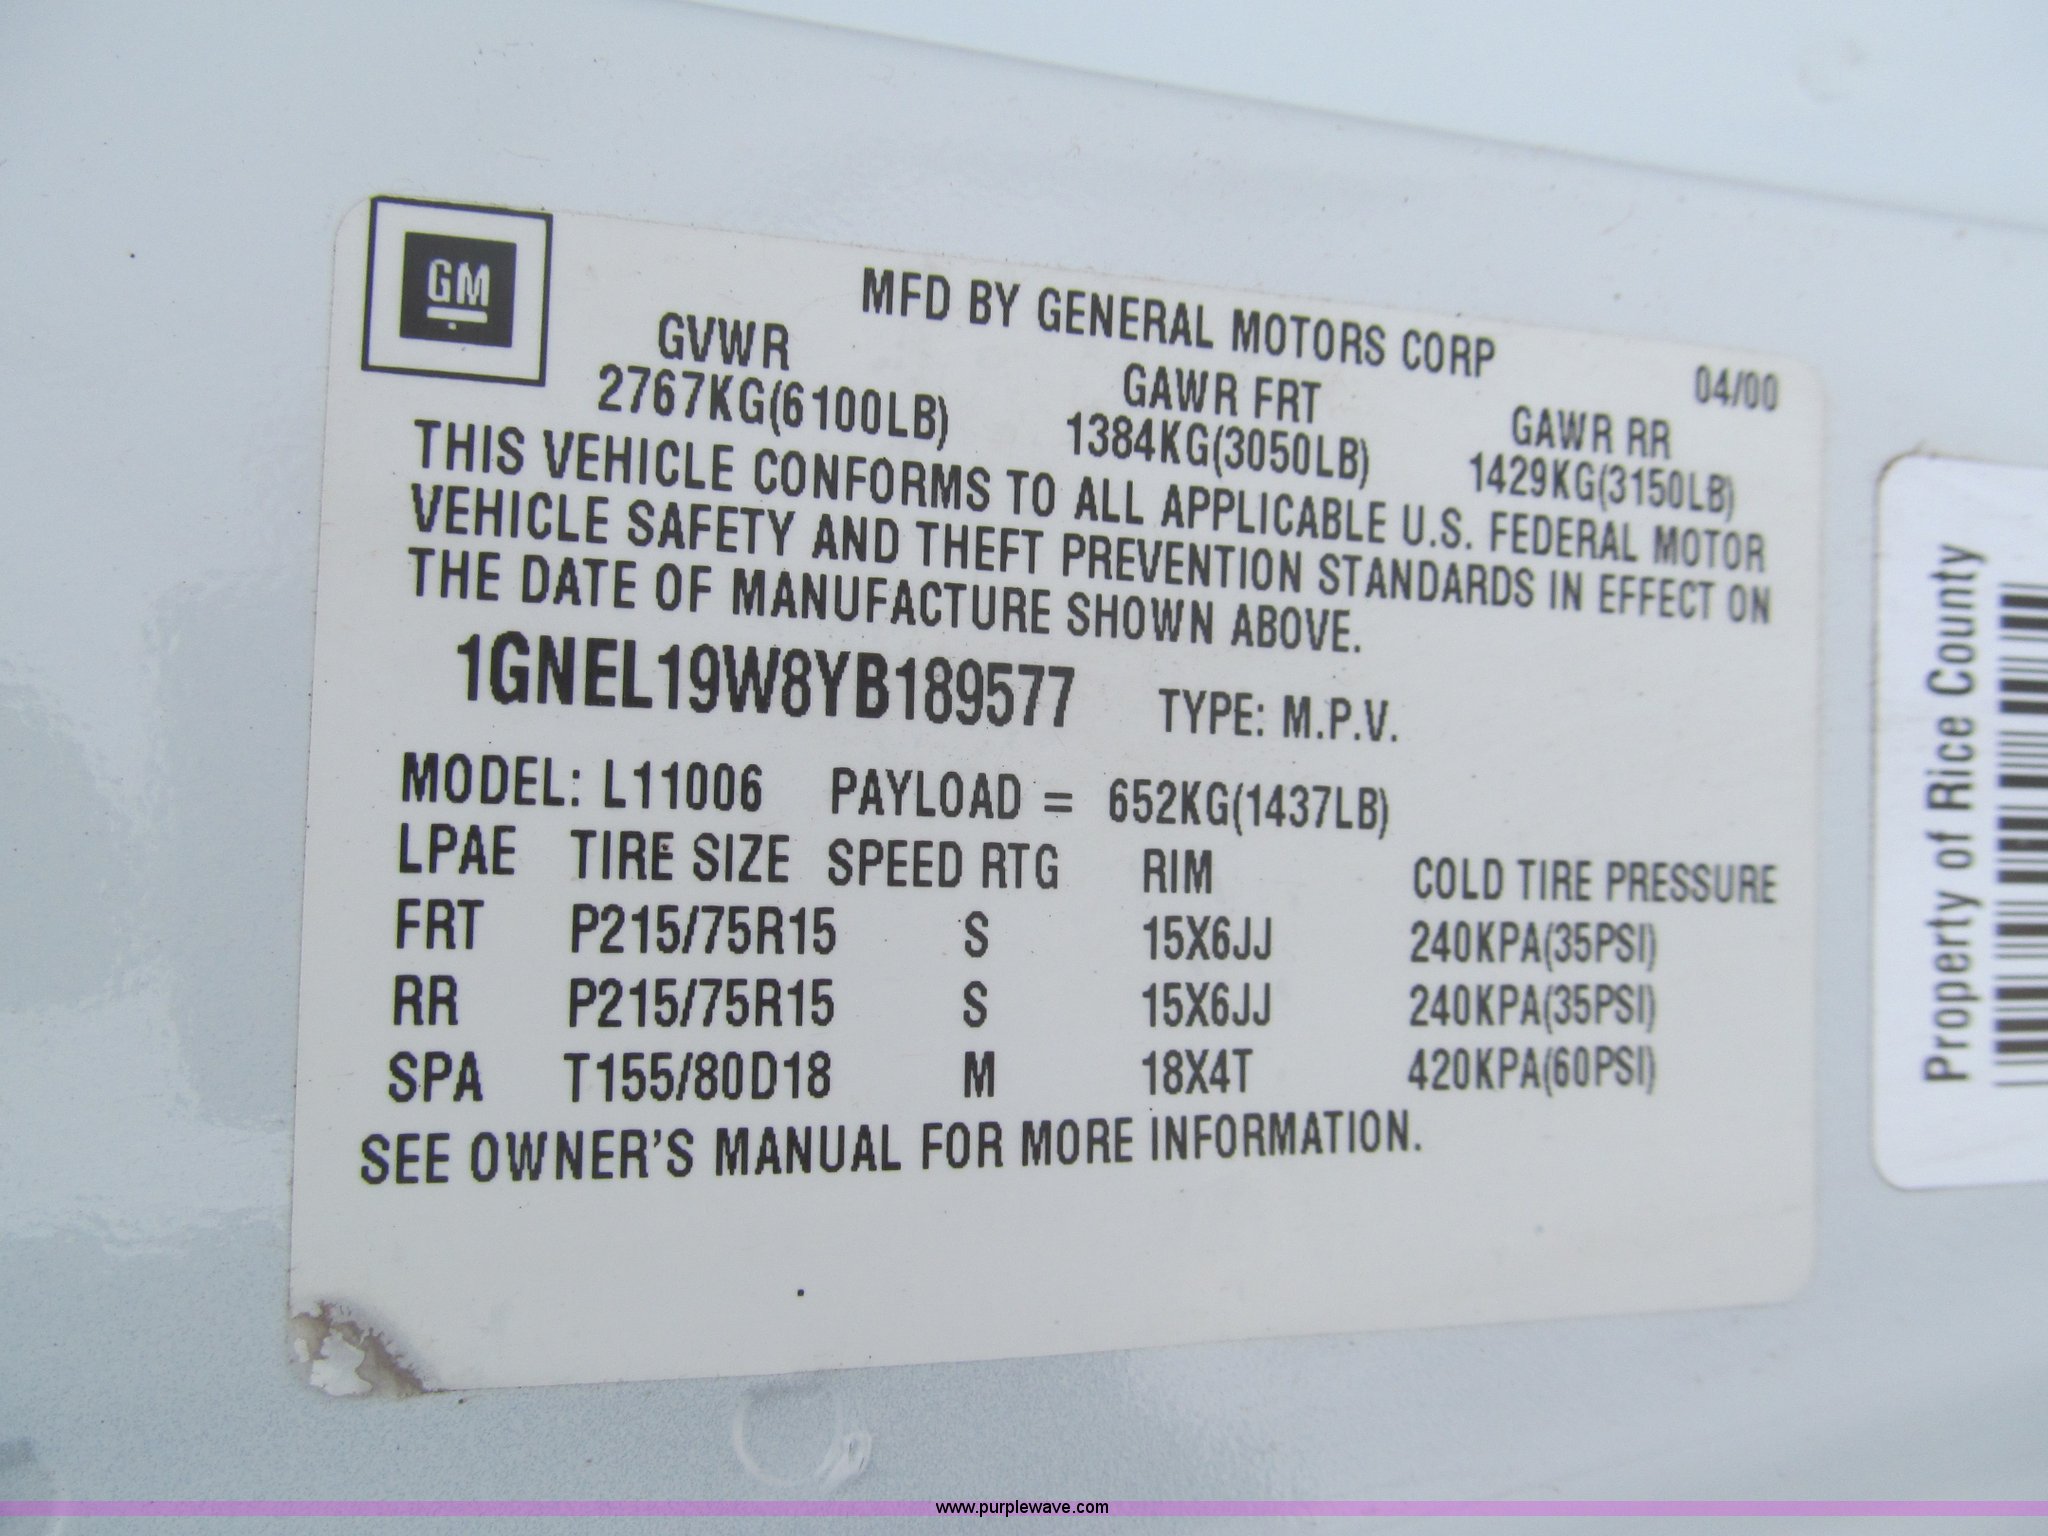 GM
MFD BY GENERAL MOTORS CORP
04/00
GVWR GAWR FRT GAWR RR
2767KG(6100LB) 1384KG(3050LB) 1429KG(3150LB)
THIS VEHICLE CONFORMS TO ALL APPLICABLE U.S. FEDERAL MOTOR
VEHICLE SAFETY AND THEFT PREVENTION STANDARDS IN EFFECT ON
THE DATE OF MANUFACTURE SHOWN ABOVE.
1GNEL19W8YB189577 TYPE: M.P.V.
MODEL: L11006 PAYLOAD = 652KG(1437LB)
LPAE TIRE SIZE SPEED RTG RIM COLD TIRE PRESSURE
FRT P215/75R15 S 15X6JJ 240KPA(35PSI)
RR P215/75R15 S 15X6JJ 240KPA(35PSI)
SPA T155/80D18 M 18X4T 420KPA(60PSI)
SEE OWNER'S MANUAL FOR MORE INFORMATION.
Property of Rice County
www.purplewave.com